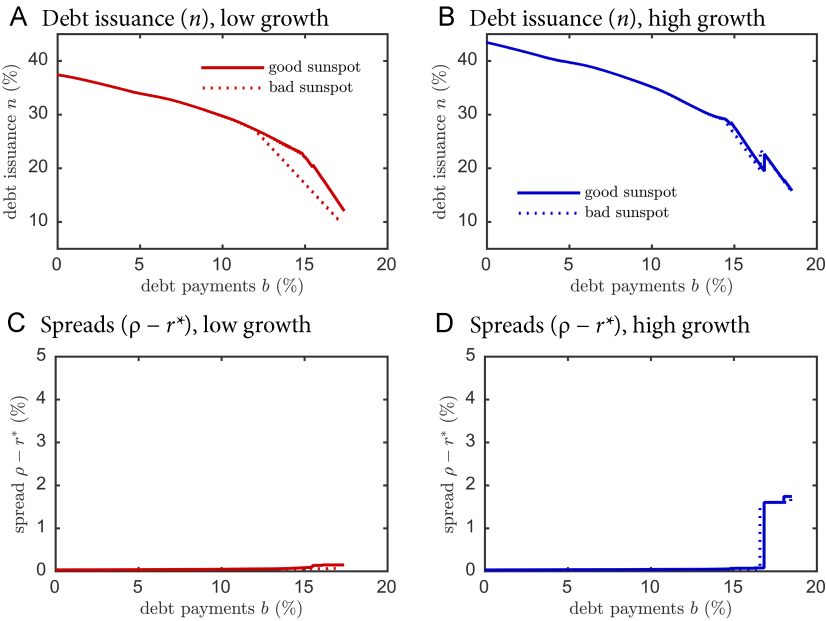 A Debt issuance (n), low growth
debt issuance n (%)
40
30
20
10
good sunspot
bad sunspot
0 5 10 15 20
debt payments b (%)
B Debt issuance (n), high growth
debt issuance n (%)
40
30
20
10
good sunspot
bad sunspot
0 5 10 15 20
debt payments b (%)
C Spreads (ρ – r*), low growth
spread ρ − r* (%)
5
4
3
2
1
0
0 5 10 15 20
debt payments b (%)
D Spreads (ρ – r*), high growth
spread ρ − r* (%)
5
4
3
2
1
0
0 5 10 15 20
debt payments b (%)